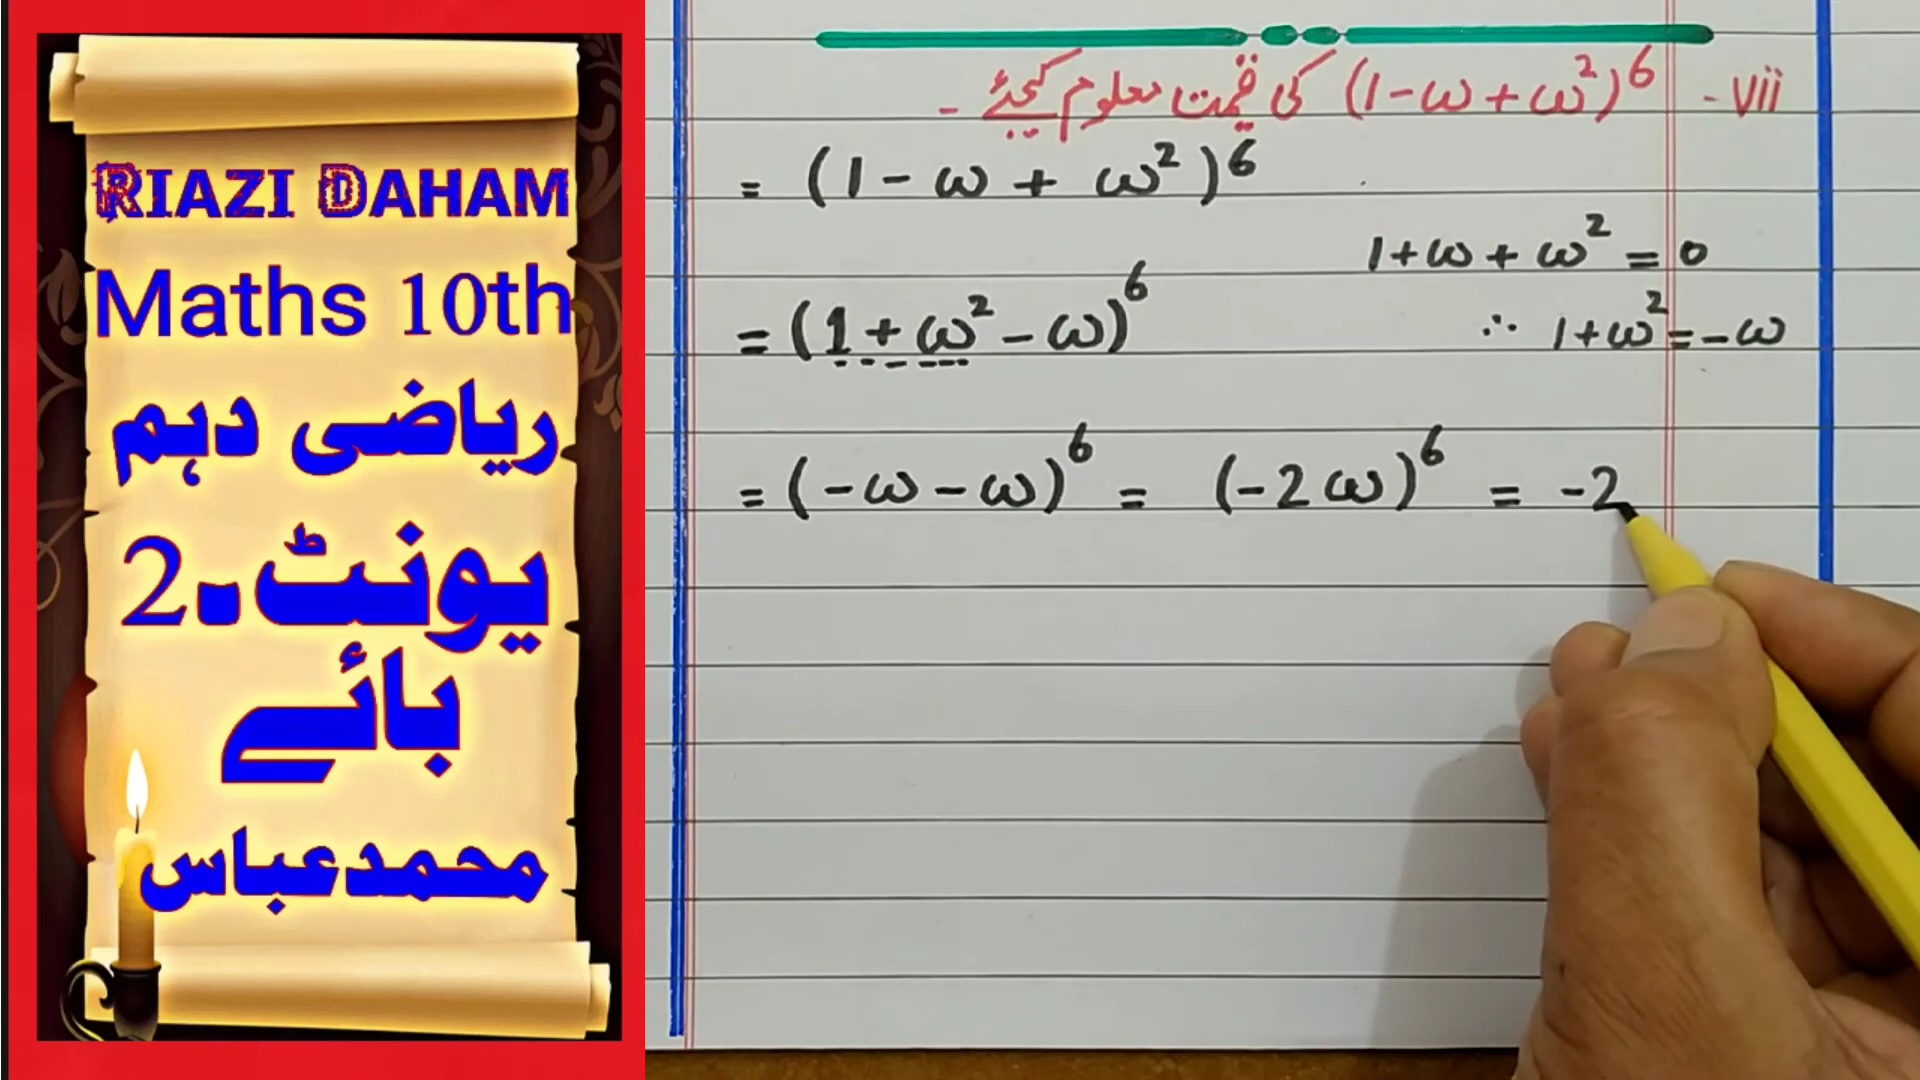 RIAZI DAHAM
Maths 10th
ریاضی دہم
یونٹ.2
بائے
محمدعباس
vii - (1-ω+ω²)⁶ کی قیمت معلوم کیجئے -
= (1-ω + ω²)⁶
1+ω+ω² = 0
= (1+ω²-ω)⁶
∴ 1+ω²=-ω
= (-ω-ω)⁶ = (-2ω)⁶ = -2